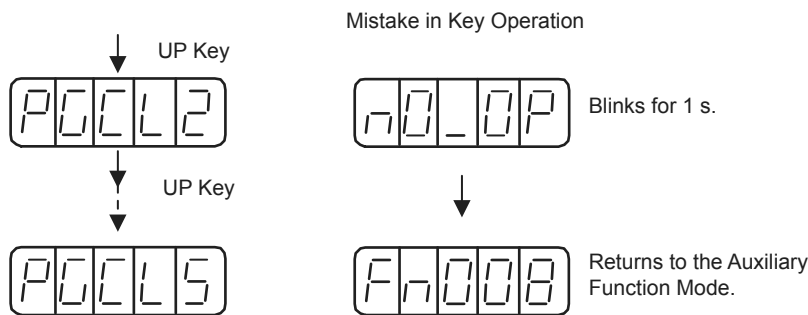 Mistake in Key Operation
UP Key
PGCL2
nO_OP
Blinks for 1 s.
UP Key
PGCL5
Fn008
Returns to the Auxiliary
Function Mode.